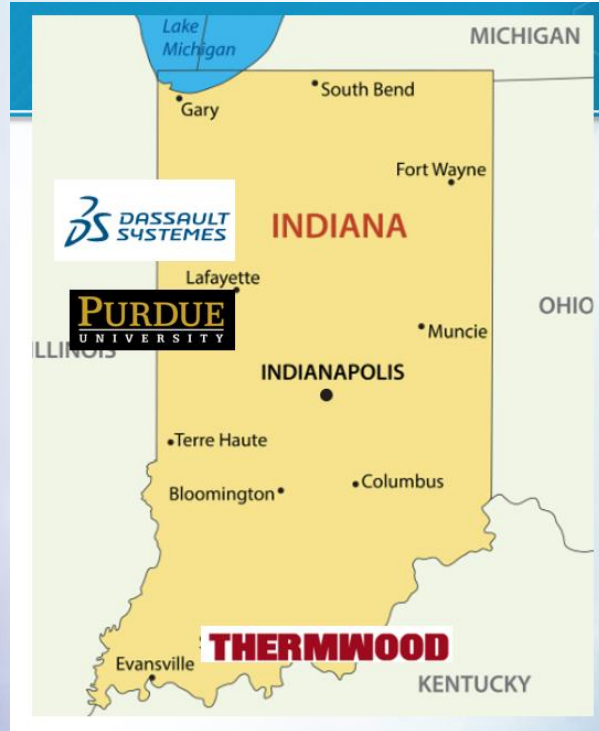 Lake
Michigan
MICHIGAN
South Bend
Gary
Fort Wayne
DASSAULT
SYSTEMES
INDIANA
Lafayette
PURDUE
UNIVERSITY
OHIO
Muncie
ILLINOIS
INDIANAPOLIS
Terre Haute
Bloomington
Columbus
THERMWOOD
Evansville
KENTUCKY